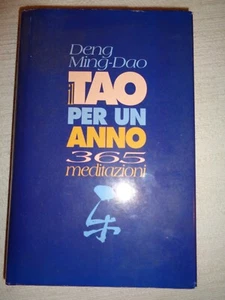 Deng
Ming-Dao
il TAO
PER UN
ANNO
365
meditazioni